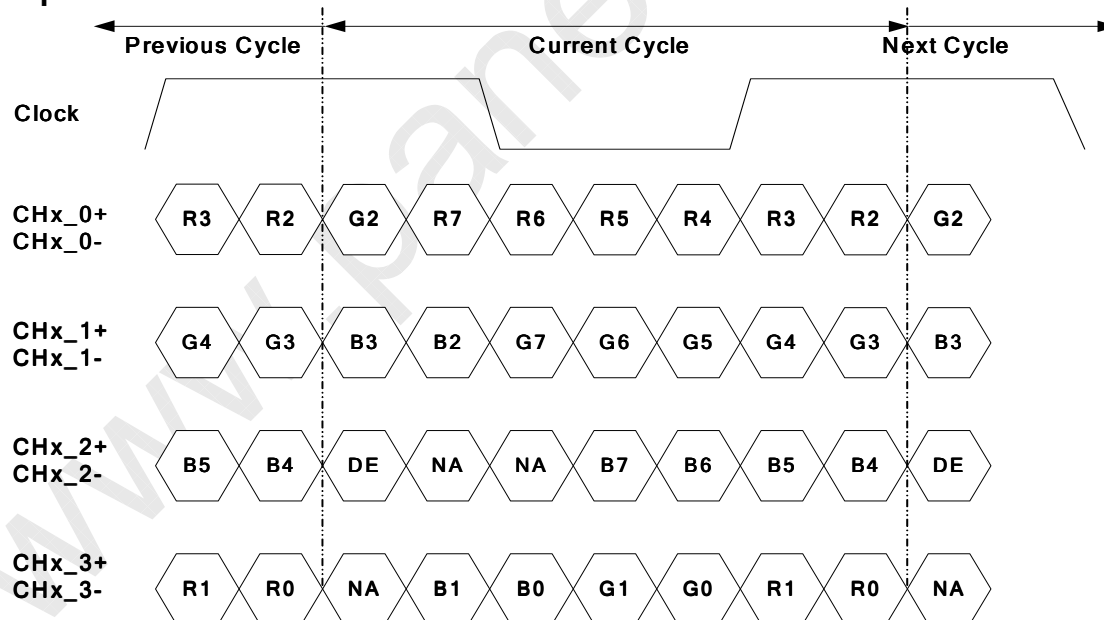 Previous Cycle Current Cycle Next Cycle
Clock
CHx_0+
CHx_0-
R3 R2 G2 R7 R6 R5 R4 R3 R2 G2
CHx_1+
CHx_1-
G4 G3 B3 B2 G7 G6 G5 G4 G3 B3
CHx_2+
CHx_2-
B5 B4 DE NA NA B7 B6 B5 B4 DE
CHx_3+
CHx_3-
R1 R0 NA B1 B0 G1 G0 R1 R0 NA
www.pane